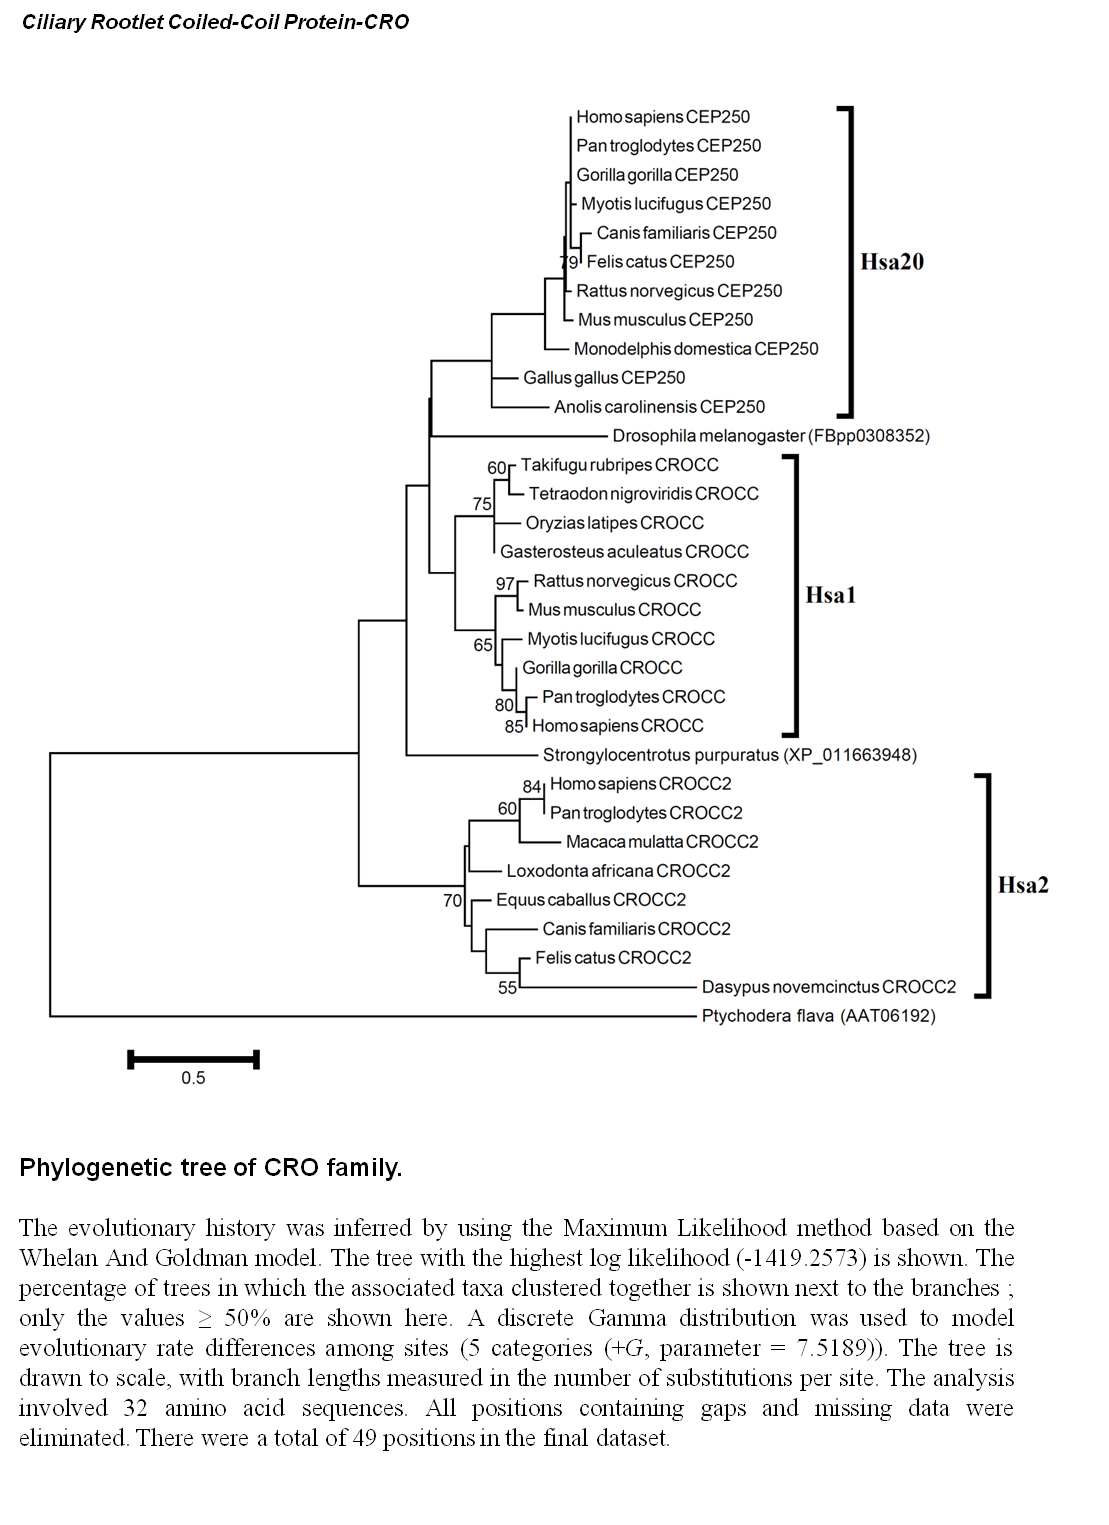 Ciliary Rootlet Coiled-Coil Protein-CRO
Homo sapiens CEP250
Pan troglodytes CEP250
Gorilla gorilla CEP250
Myotis lucifugus CEP250
Canis familiaris CEP250
79 Felis catus CEP250
Hsa20
Rattus norvegicus CEP250
Mus musculus CEP250
Monodelphis domestica CEP250
Gallus gallus CEP250
Anolis carolinensis CEP250
Drosophila melanogaster (FBpp0308352)
60 Takifugu rubripes CROCC
Tetraodon nigroviridis CROCC
75
Oryzias latipes CROCC
Gasterosteus aculeatus CROCC
97 Rattus norvegicus CROCC
Hsa1
Mus musculus CROCC
65 Myotis lucifugus CROCC
Gorilla gorilla CROCC
80 Pan troglodytes CROCC
85 Homo sapiens CROCC
Strongylocentrotus purpuratus (XP_011663948)
84 Homo sapiens CROCC2
60 Pan troglodytes CROCC2
Macaca mulatta CROCC2
Loxodonta africana CROCC2
Hsa2
70 Equus caballus CROCC2
Canis familiaris CROCC2
Felis catus CROCC2
55 Dasypus novemcinctus CROCC2
Ptychodera flava (AAT06192)
0.5
Phylogenetic tree of CRO family.
The evolutionary history was inferred by using the Maximum Likelihood method based on the
Whelan And Goldman model. The tree with the highest log likelihood (-1419.2573) is shown. The
percentage of trees in which the associated taxa clustered together is shown next to the branches ;
only the values ≥ 50% are shown here. A discrete Gamma distribution was used to model
evolutionary rate differences among sites (5 categories (+G, parameter = 7.5189)). The tree is
drawn to scale, with branch lengths measured in the number of substitutions per site. The analysis
involved 32 amino acid sequences. All positions containing gaps and missing data were
eliminated. There were a total of 49 positions in the final dataset.